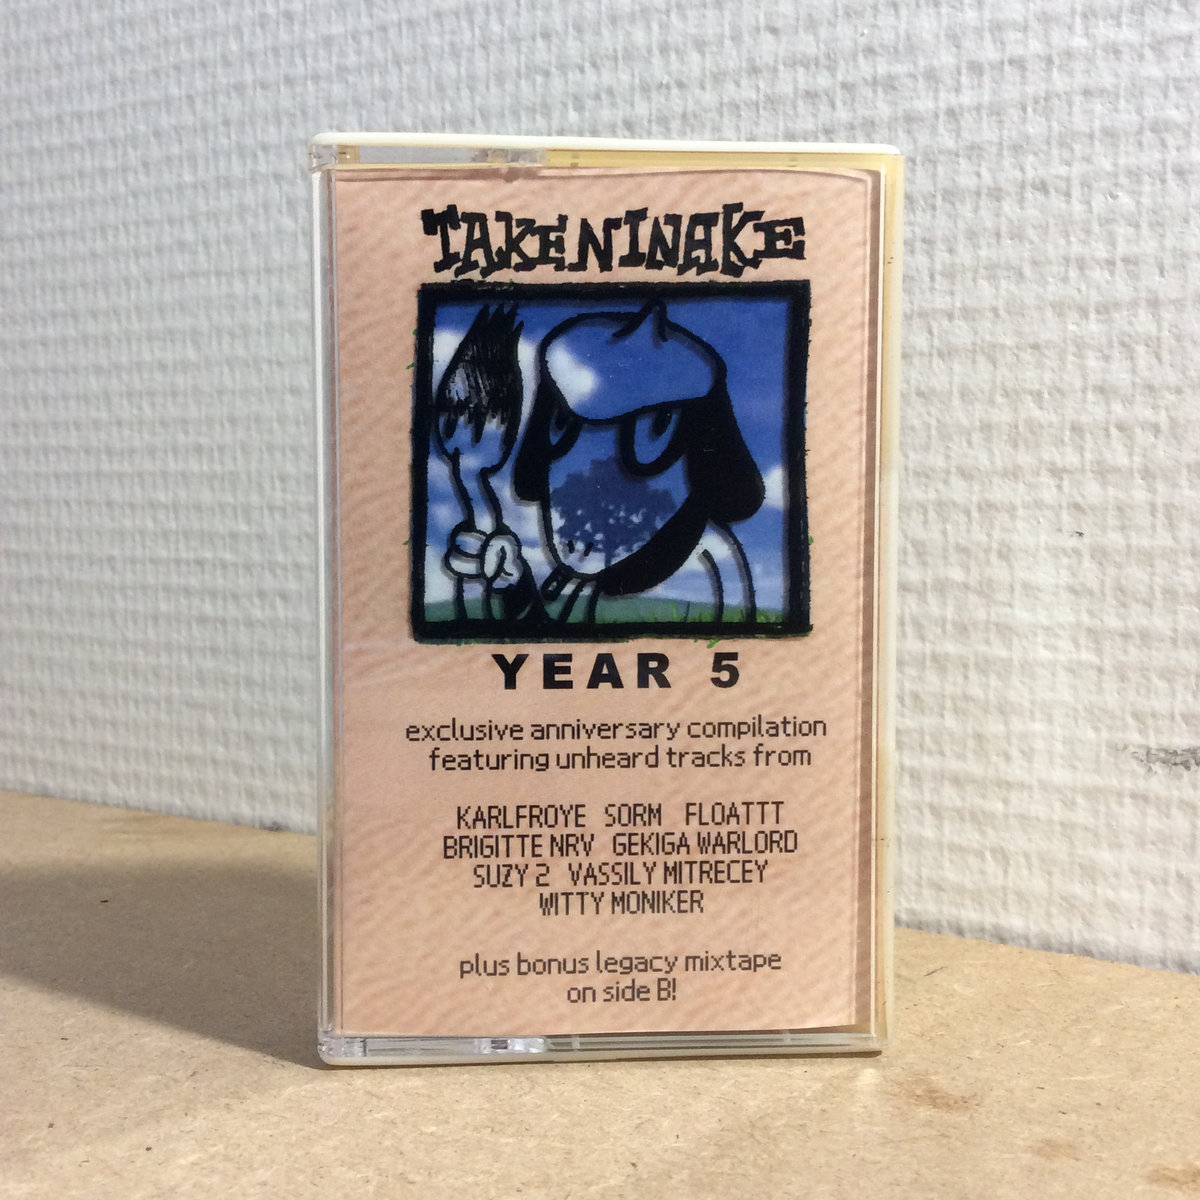 TAKENINAKE
YEAR 5
exclusive anniversary compilation
featuring unheard tracks from
KARLFROYE SORM FLOATTT
BRIGITTE NRV GEKIGA WARLORD
SUZY 2 VASSILY MITRECEY
WITTY MONIKER
plus bonus legacy mixtape
on side B!